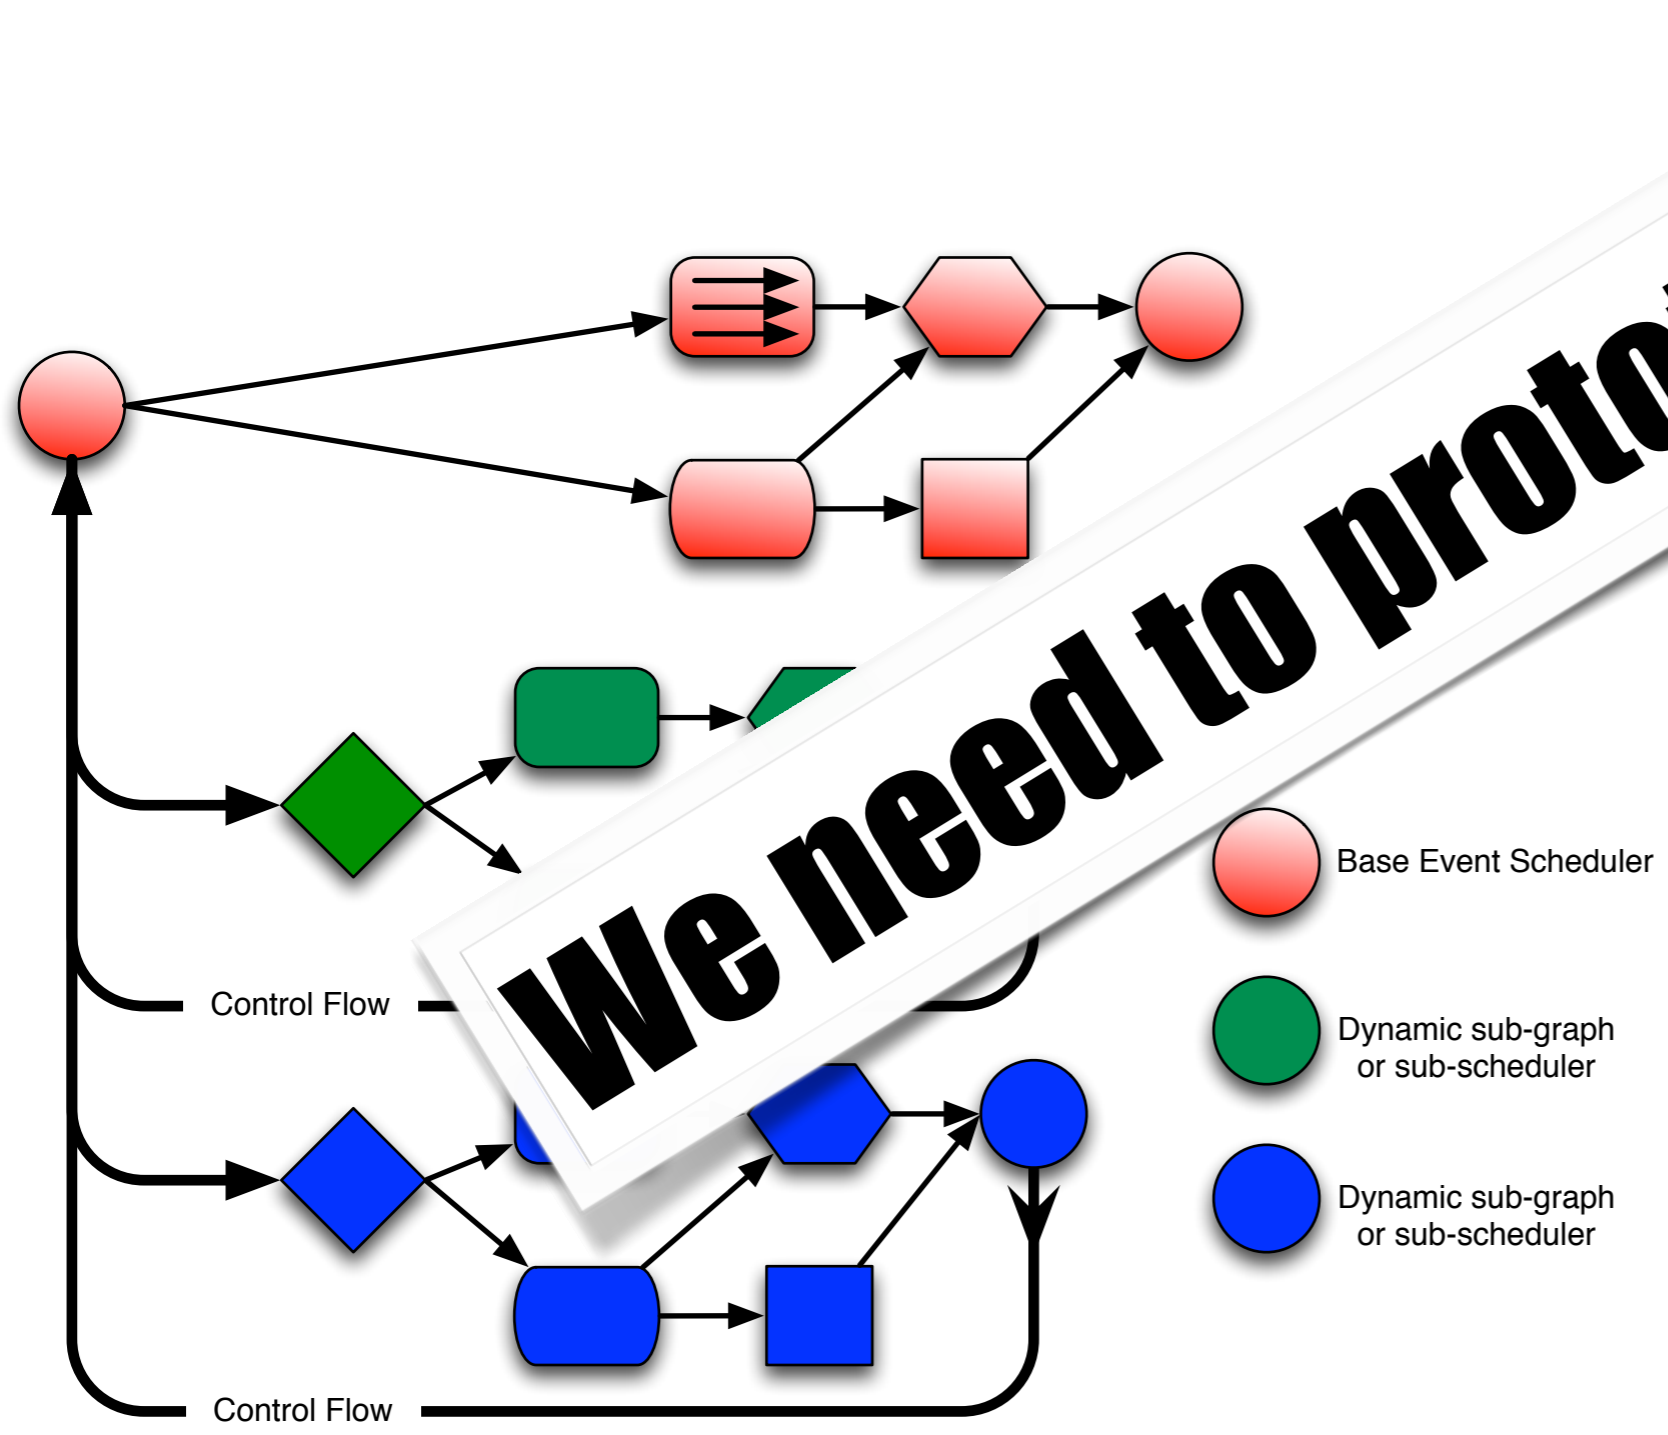 We need to
Base Event Scheduler
Control Flow
Dynamic sub-graph
or sub-scheduler
Dynamic sub-graph
or sub-scheduler
Control Flow